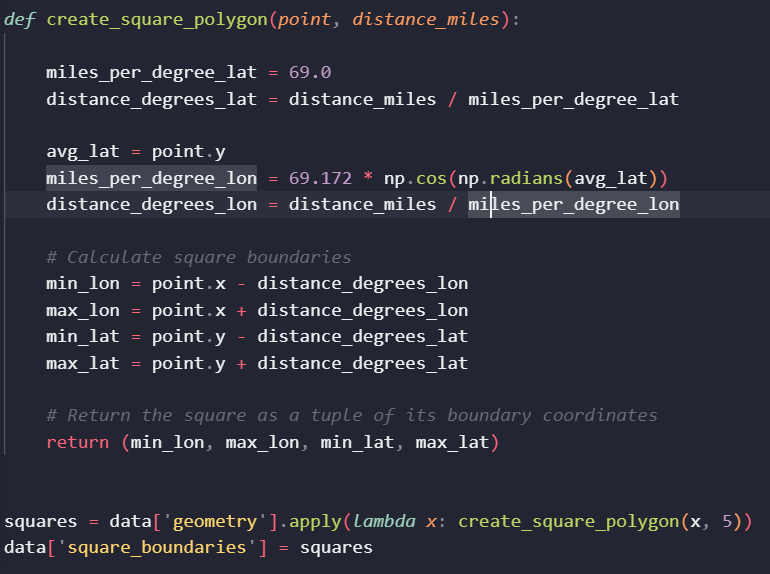 def create_square_polygon(point, distance_miles):
miles_per_degree_lat = 69.0
distance_degrees_lat = distance_miles / miles_per_degree_lat
avg_lat = point.y
miles_per_degree_lon = 69.172 * np.cos(np.radians(avg_lat))
distance_degrees_lon = distance_miles / miles_per_degree_lon
# Calculate square boundaries
min_lon = point.x - distance_degrees_lon
max_lon = point.x + distance_degrees_lon
min_lat = point.y - distance_degrees_lat
max_lat = point.y + distance_degrees_lat
# Return the square as a tuple of its boundary coordinates
return (min_lon, max_lon, min_lat, max_lat)
squares = data['geometry'].apply(lambda x: create_square_polygon(x, 5))
data['square_boundaries'] = squares